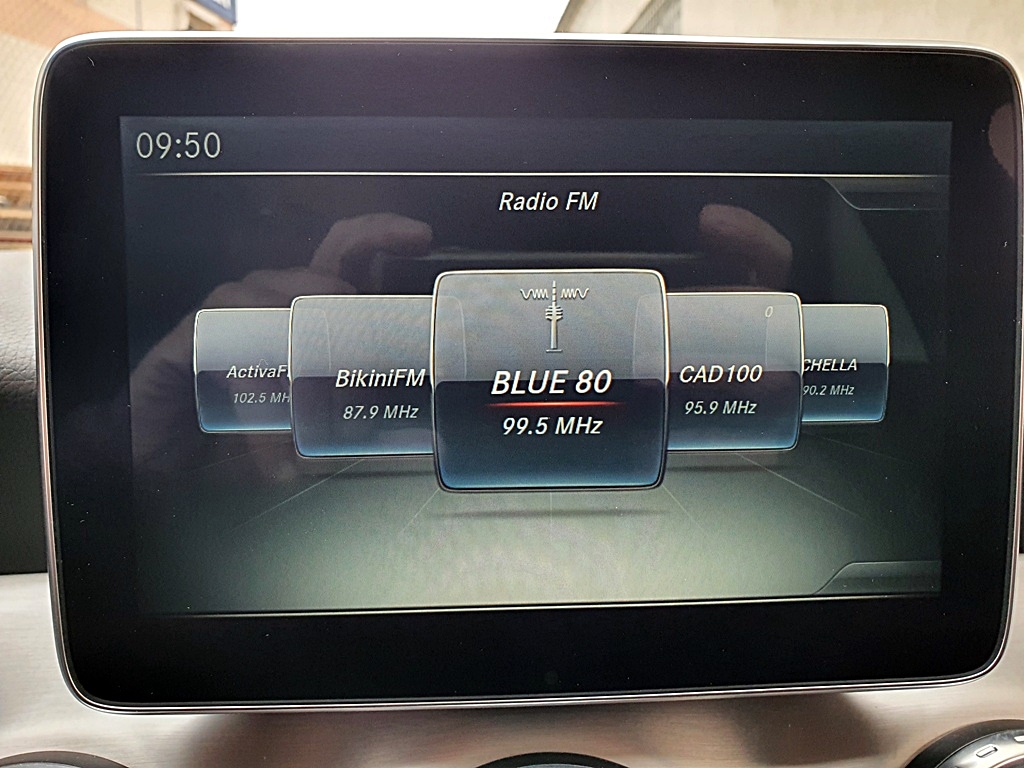 09:50
Radio FM
ActivaF
102.5 MH
BikiniFM
87.9 MHz
BLUE 80
99.5 MHz
0
CAD100
95.9 MHz
CHELLA
90.2 MHz